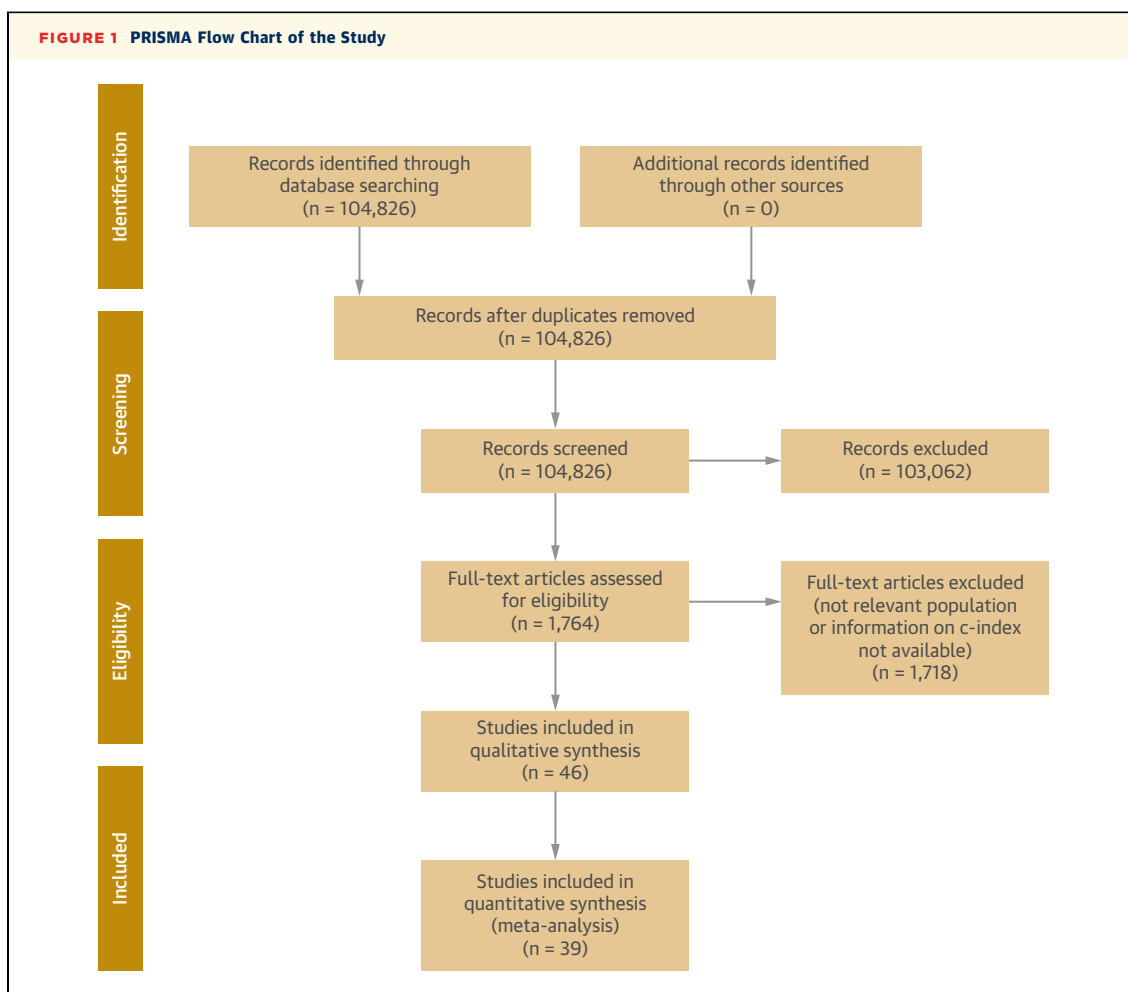 FIGURE 1 PRISMA Flow Chart of the Study
Identification
Records identified through
database searching
(n = 104,826)
Additional records identified
through other sources
(n = 0)
Screening
Records after duplicates removed
(n = 104,826)
Records screened
(n = 104,826)
Records excluded
(n = 103,062)
Eligibility
Full-text articles assessed
for eligibility
(n = 1,764)
Full-text articles excluded
(not relevant population
or information on c-index
not available)
(n = 1,718)
Studies included in
qualitative synthesis
(n = 46)
Included
Studies included in
quantitative synthesis
(meta-analysis)
(n = 39)